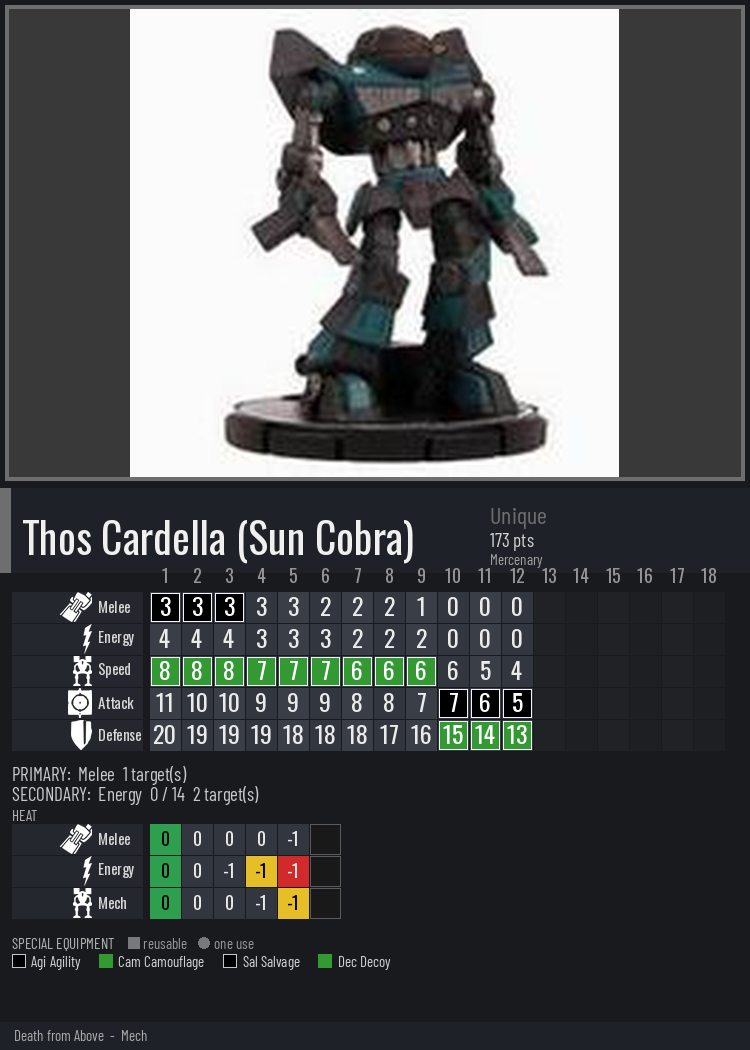 Thos Cardella (Sun Cobra)
Unique
173 pts
Mercenary
1 2 3 4 5 6 7 8 9 10 11 12 13 14 15 16 17 18
Melee 3 3 3 3 3 2 2 2 1 0 0 0
Energy 4 4 4 3 3 3 2 2 2 0 0 0
Speed 8 8 8 7 7 7 6 6 6 6 5 4
Attack 11 10 10 9 9 9 8 8 7 7 6 5
Defense 20 19 19 19 18 18 18 17 16 15 14 13
PRIMARY: Melee 1 target(s)
SECONDARY: Energy 0 / 14 2 target(s)
HEAT
Melee 0 0 0 0 -1
Energy 0 0 -1 -1 -1
Mech 0 0 0 -1 -1
SPECIAL EQUIPMENT reusable one use
Agi Agility Cam Camouflage Sal Salvage Dec Decoy
Death from Above - Mech